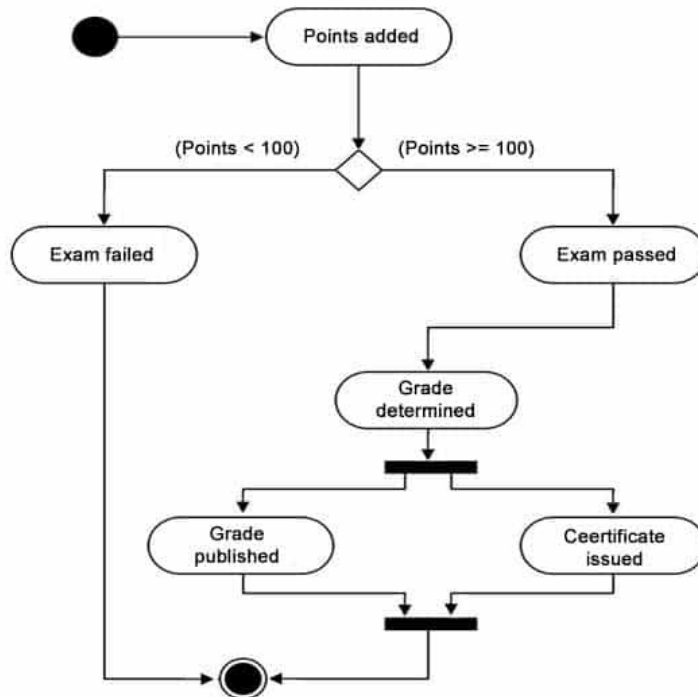 Points added
(Points < 100)
(Points >= 100)
Exam failed
Exam passed
Grade
determined
Grade
published
Ceertificate
issued